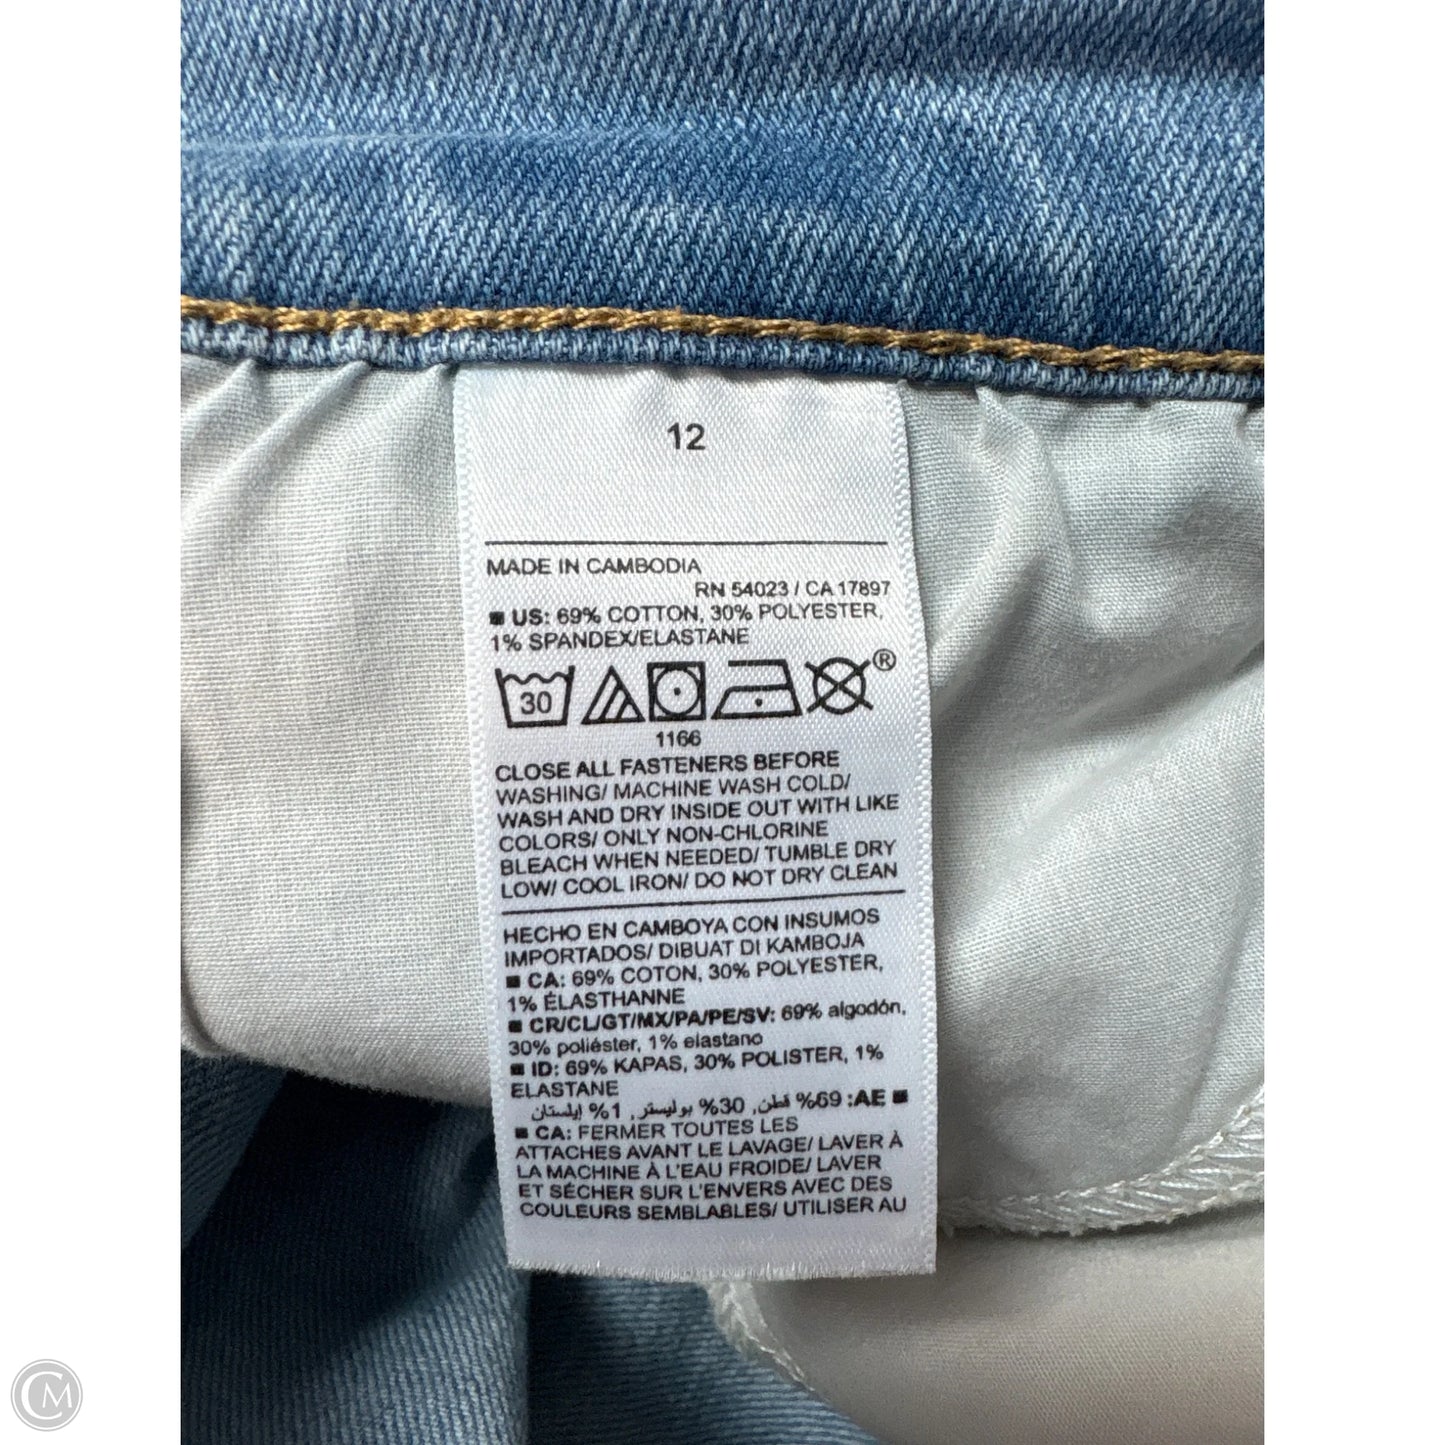 12
MADE IN CAMBODIA
RN 54023 / CA 17897
■ US: 69% COTTON, 30% POLYESTER,
1% SPANDEX/ELASTANE
30
®
1166
CLOSE ALL FASTENERS BEFORE
WASHING/ MACHINE WASH COLD/
WASH AND DRY INSIDE OUT WITH LIKE
COLORS/ ONLY NON-CHLORINE
BLEACH WHEN NEEDED/ TUMBLE DRY
LOW/ COOL IRON/ DO NOT DRY CLEAN
HECHO EN CAMBOYA CON INSUMOS
IMPORTADOS/ DIBUAT DI KAMBOJA
■ CA: 69% COTON, 30% POLYESTER,
1% ÉLASTHANNE
■ CR/CL/GT/MX/PA/PE/SV: 69% algodón,
30% poliéster, 1% elastano
■ ID: 69% KAPAS, 30% POLISTER, 1%
ELASTANE
■ AE: 69% قطن, 30% بوليستر, 1% إيلستان
■ CA: FERMER TOUTES LES
ATTACHES AVANT LE LAVAGE/ LAVER À
LA MACHINE À L'EAU FROIDE/ LAVER
ET SÉCHER SUR L'ENVERS AVEC DES
COULEURS SEMBLABLES/ UTILISER AU
CM